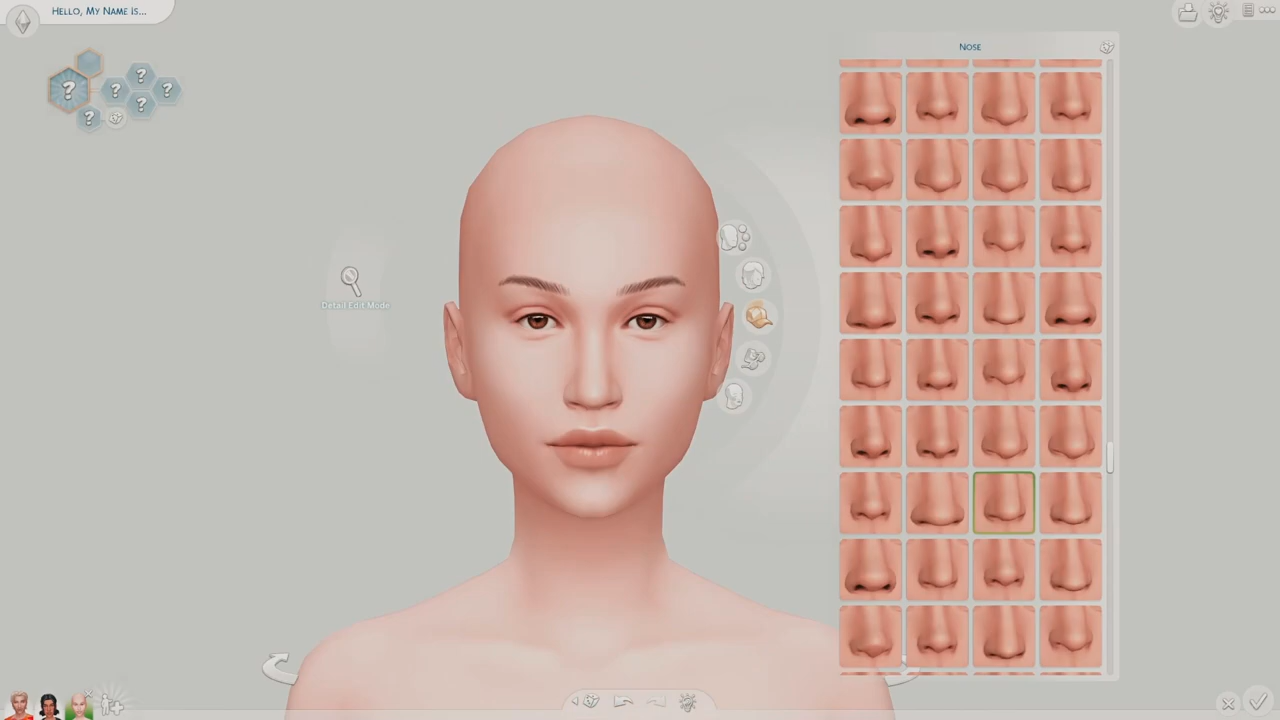 Hello, My Name is...
Nose
Detail Edit Mode
? ? ? ? ? ?